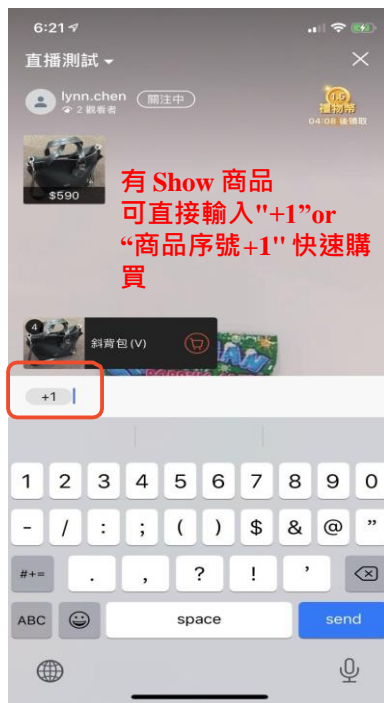 6:21
直播測試
lynn.chen 關注中
2 觀看者
1.5
禮物幣
04:08 後領取
$590
有 Show 商品
可直接輸入"+1”or
“商品序號+1" 快速購
買
4
斜背包 (V)
+1
1 2 3 4 5 6 7 8 9 0
- / : ; ( ) $ & @ ”
#+= . , ? ! ’
ABC space send